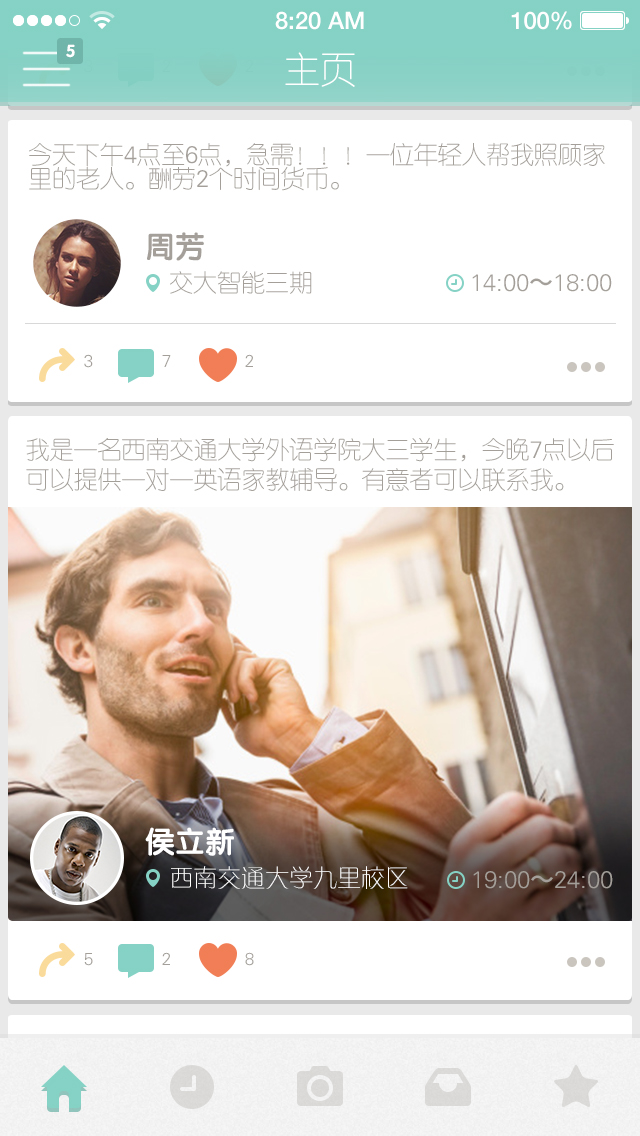 8:20 AM
100%
5
主页
今天下午4点至6点，急需！！！一位年轻人帮我照顾家
里的老人。酬劳2个时间货币。
周芳
交大智能三期
14:00～18:00
3
7
2
我是一名西南交通大学外语学院大三学生，今晚7点以后
可以提供一对一英语家教辅导。有意者可以联系我。
侯立新
西南交通大学九里校区
19:00～24:00
5
2
8